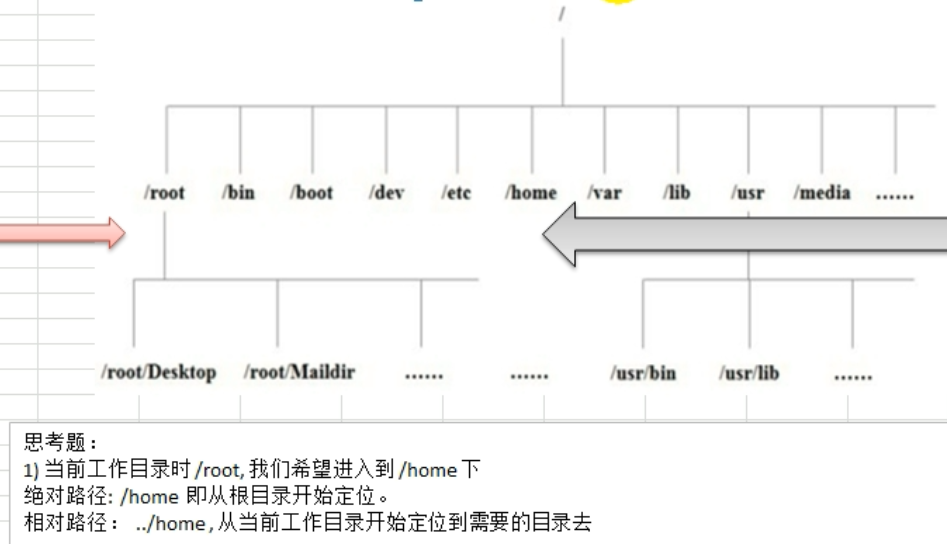 /
/root /bin /boot /dev /etc /home /var /lib /usr /media ......
/root/Desktop /root/Maildir ...... ...... /usr/bin /usr/lib ......
思考题：
1) 当前工作目录时 /root, 我们希望进入到 /home 下
绝对路径: /home 即从根目录开始定位。
相对路径： ../home , 从当前工作目录开始定位到需要的目录去